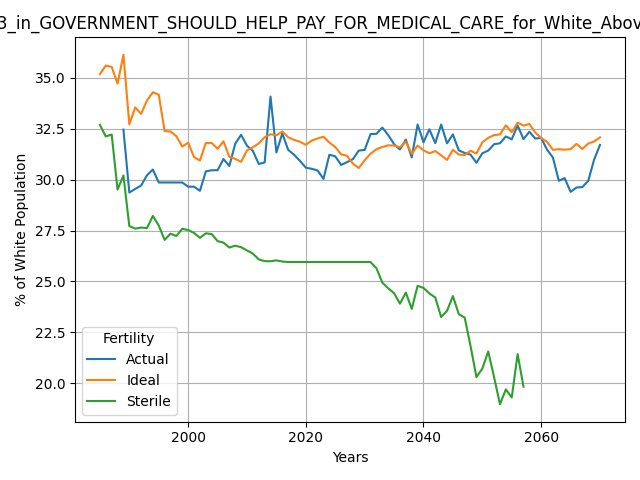 3_in_GOVERNMENT_SHOULD_HELP_PAY_FOR_MEDICAL_CARE_for_White_Abov
35.0
32.5
30.0
27.5
25.0
22.5
20.0
% of White Population
Fertility
Actual
Ideal
Sterile
2000
2020
2040
2060
Years